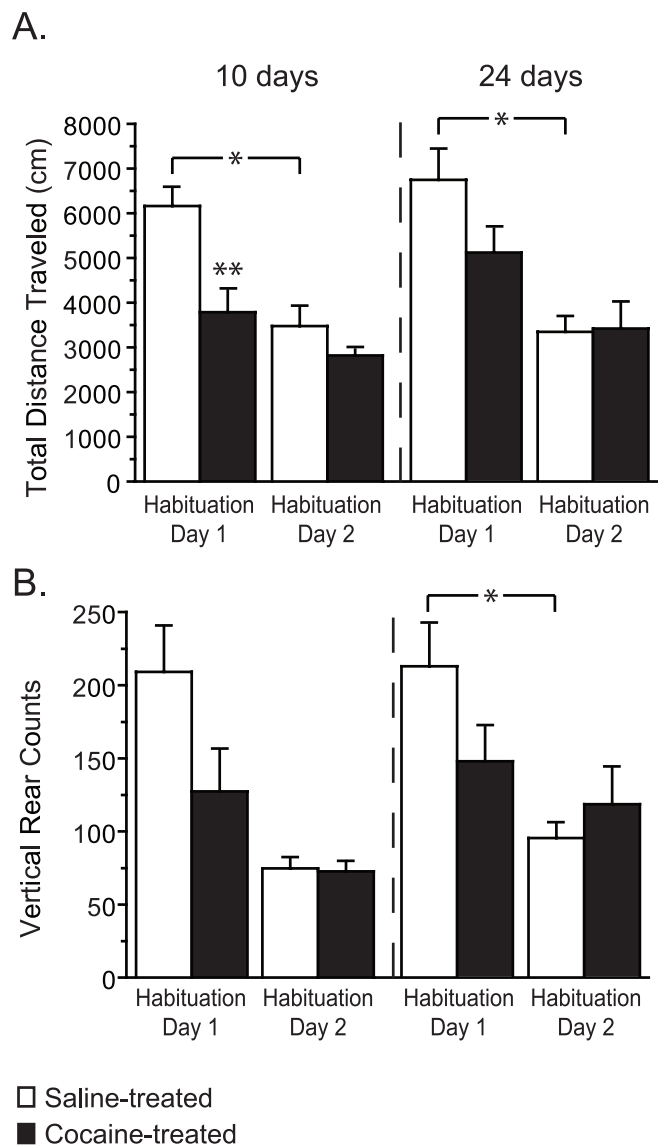 A.
10 days
24 days
Total Distance Traveled (cm)
8000
7000
6000
5000
4000
3000
2000
1000
0
*
**
*
Habituation Day 1
Habituation Day 2
Habituation Day 1
Habituation Day 2
B.
Vertical Rear Counts
250
200
150
100
50
0
*
Habituation Day 1
Habituation Day 2
Habituation Day 1
Habituation Day 2
Saline-treated
Cocaine-treated